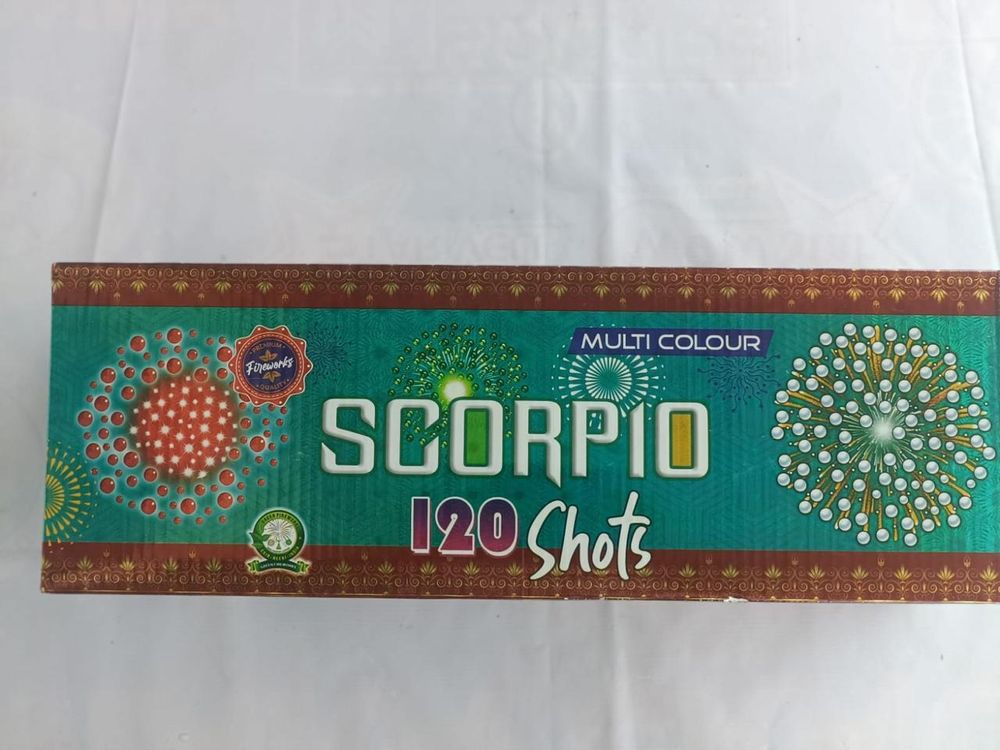 PREMIUM
Fireworks
QUALITY
MULTI COLOUR
SCORPIO
120 Shots